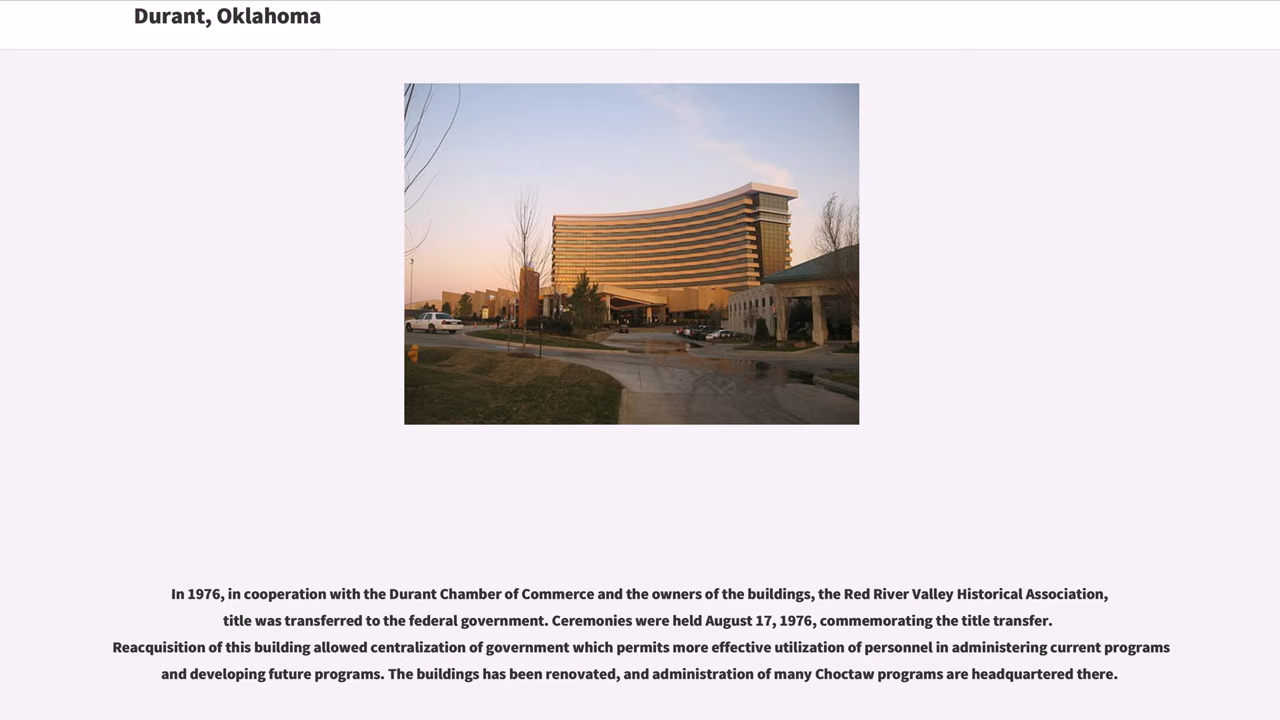 Durant, Oklahoma
In 1976, in cooperation with the Durant Chamber of Commerce and the owners of the buildings, the Red River Valley Historical Association,
title was transferred to the federal government. Ceremonies were held August 17, 1976, commemorating the title transfer.
Reacquisition of this building allowed centralization of government which permits more effective utilization of personnel in administering current programs
and developing future programs. The buildings has been renovated, and administration of many Choctaw programs are headquartered there.